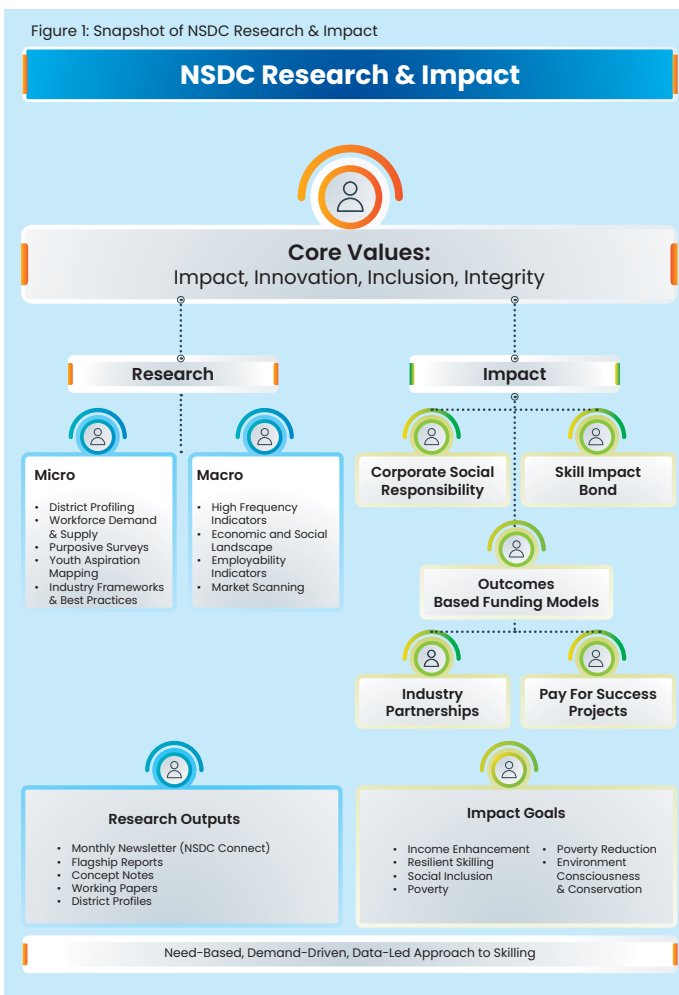 Figure 1: Snapshot of NSDC Research & Impact
NSDC Research & Impact
Core Values:
Impact, Innovation, Inclusion, Integrity
Research
Micro
• District Profiling
• Workforce Demand
& Supply
• Purposive Surveys
• Youth Aspiration
Mapping
• Industry Frameworks
& Best Practices
Macro
• High Frequency
Indicators
• Economic and Social
Landscape
• Employability
Indicators
• Market Scanning
Impact
Corporate Social
Responsibility
Skill Impact
Bond
Outcomes
Based Funding Models
Industry
Partnerships
Pay For Success
Projects
Research Outputs
• Monthly Newsletter (NSDC Connect)
• Flagship Reports
• Concept Notes
• Working Papers
• District Profiles
Impact Goals
• Income Enhancement
• Resilient Skilling
• Social Inclusion
• Poverty
• Poverty Reduction
• Environment
Consciousness
& Conservation
Need-Based, Demand-Driven, Data-Led Approach to Skilling